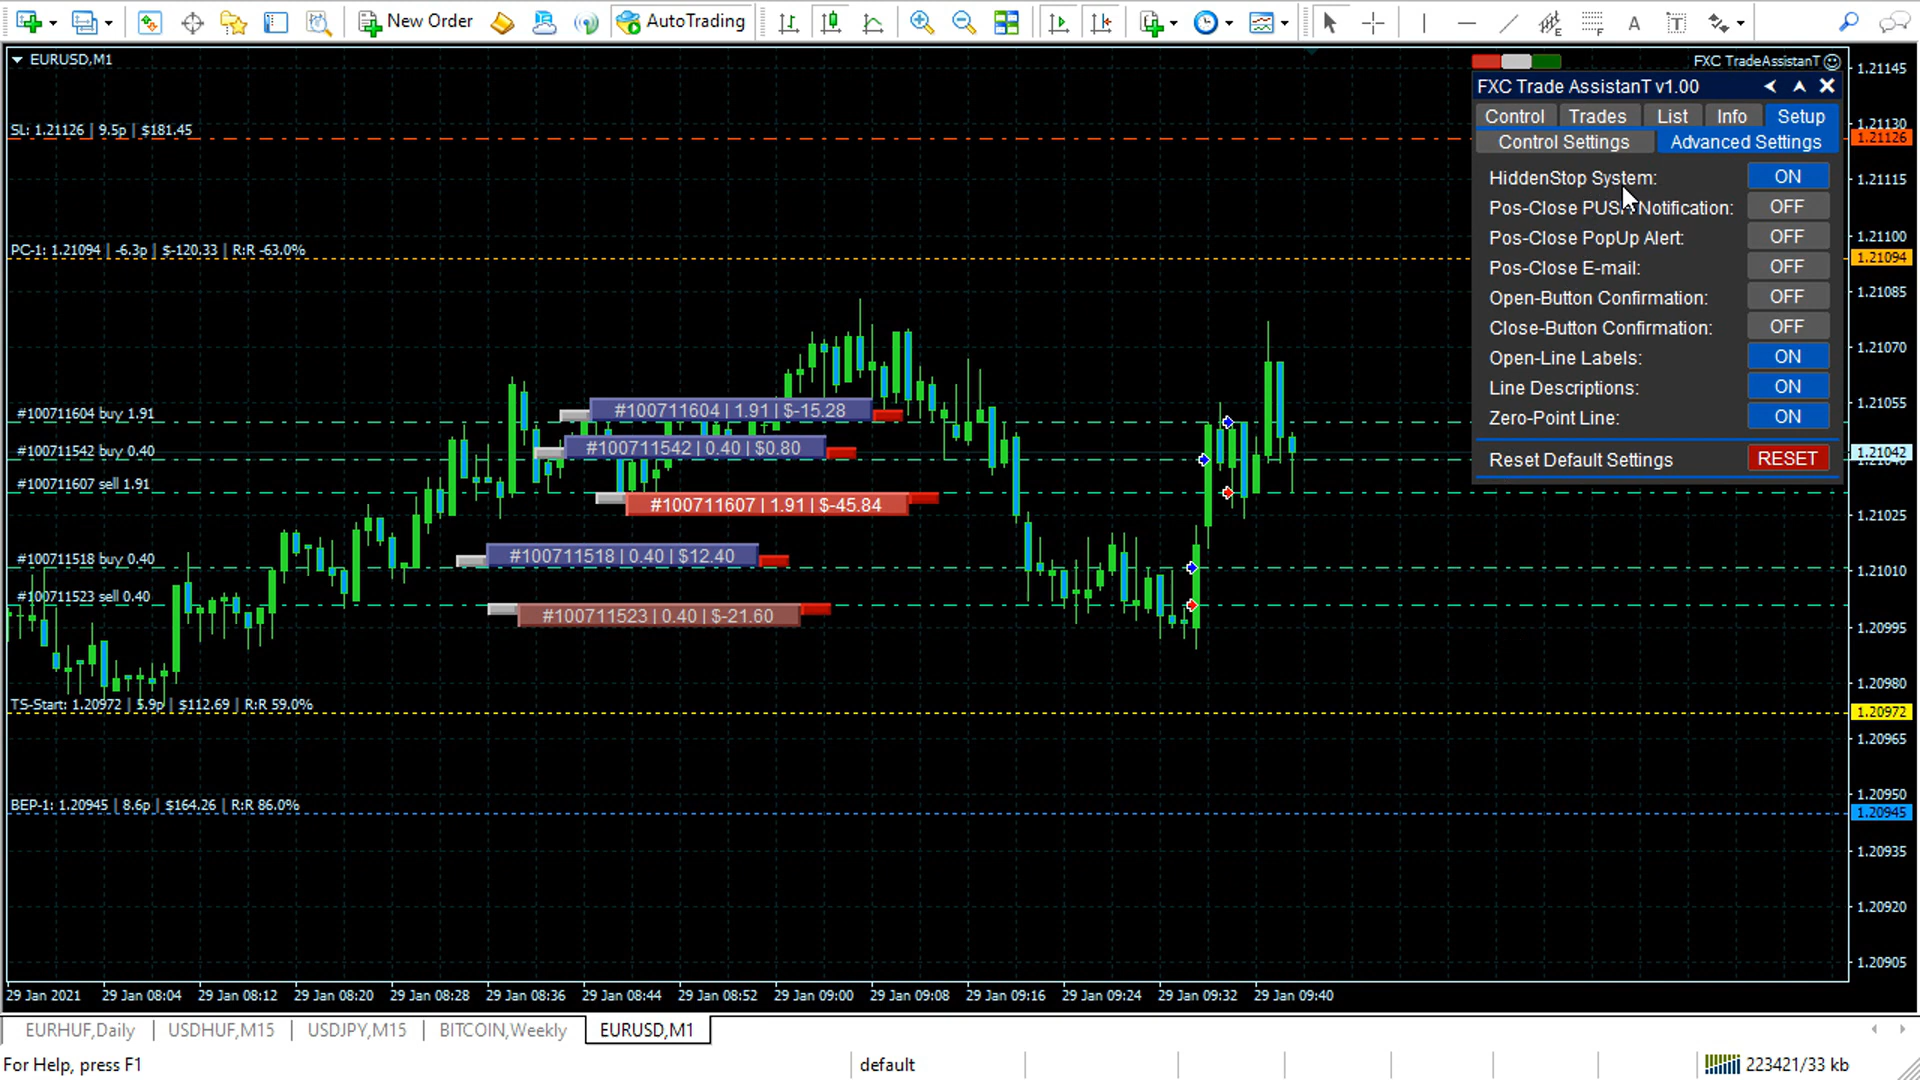 New Order
AutoTrading
EURUSD,M1
FXC TradeAssistanT
FXC Trade AssistanT v1.00
Control Trades List Info Setup
Control Settings Advanced Settings
HiddenStop System: ON
Pos-Close PUSH Notification: OFF
Pos-Close PopUp Alert: OFF
Pos-Close E-mail: OFF
Open-Button Confirmation: OFF
Close-Button Confirmation: OFF
Open-Line Labels: ON
Line Descriptions: ON
Zero-Point Line: ON
Reset Default Settings RESET
SL: 1.21126 | 9.5p | $181.45
PC-1: 1.21094 | -6.3p | $-120.33 | R:R -63.0%
#100711604 buy 1.91
#100711604 | 1.91 | $-15.28
#100711542 buy 0.40
#100711542 | 0.40 | $0.80
#100711607 sell 1.91
#100711607 | 1.91 | $-45.84
#100711518 buy 0.40
#100711518 | 0.40 | $12.40
#100711523 sell 0.40
#100711523 | 0.40 | $-21.60
TS-Start: 1.20972 | 5.9p | $112.69 | R:R 59.0%
BEP-1: 1.20945 | 8.6p | $164.26 | R:R 86.0%
1.21145
1.21130
1.21126
1.21115
1.21100
1.21094
1.21085
1.21070
1.21055
1.21042
1.21025
1.21010
1.20995
1.20980
1.20972
1.20965
1.20950
1.20945
1.20935
1.20920
1.20905
29 Jan 2021 29 Jan 08:04 29 Jan 08:12 29 Jan 08:20 29 Jan 08:28 29 Jan 08:36 29 Jan 08:44 29 Jan 08:52 29 Jan 09:00 29 Jan 09:08 29 Jan 09:16 29 Jan 09:24 29 Jan 09:32 29 Jan 09:40
EURHUF,Daily USDHUF,M15 USDJPY,M15 BITCOIN,Weekly EURUSD,M1
For Help, press F1 default 223421/33 kb